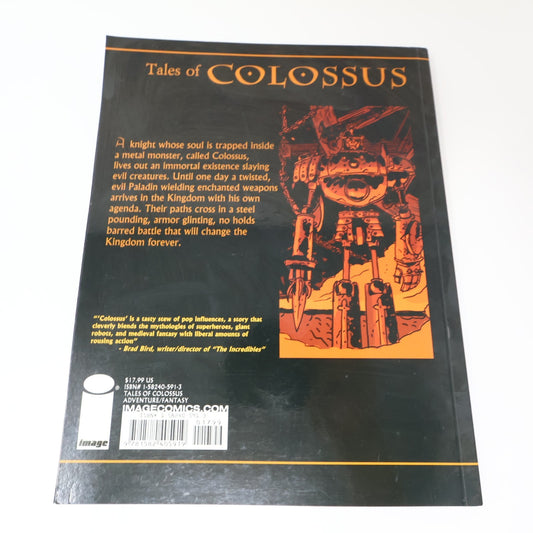 Tales of COLOSSUS
A knight whose soul is trapped inside
a metal monster, called Colossus,
lives out an immortal existence slaying
evil creatures. Until one day a twisted,
evil Paladin wielding enchanted weapons
arrives in the Kingdom with his own
agenda. Their paths cross in a steel
pounding, armor glinting, no holds
barred battle that will change the
Kingdom forever.
"'Colossus' is a tasty stew of pop influences, a story that
cleverly blends the mythologies of superheroes, giant
robots, and medieval fantasy with liberal amounts of
rousing action"
- Brad Bird, writer/director of "The Incredibles"
$17.99 US
ISBN# 1-58240-591-3
TALES OF COLOSSUS
ADVENTURE/FANTASY
IMAGECOMICS.COM
image